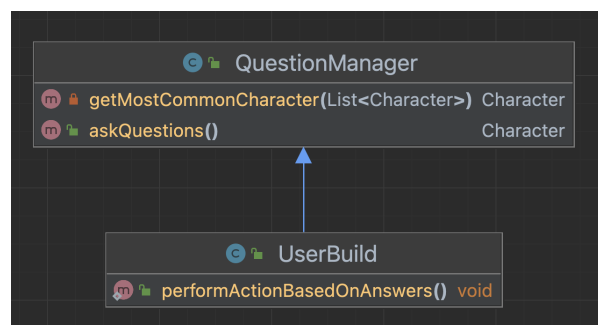 QuestionManager
getMostCommonCharacter(List<Character>) Character
askQuestions() Character
UserBuild
performActionBasedOnAnswers() void